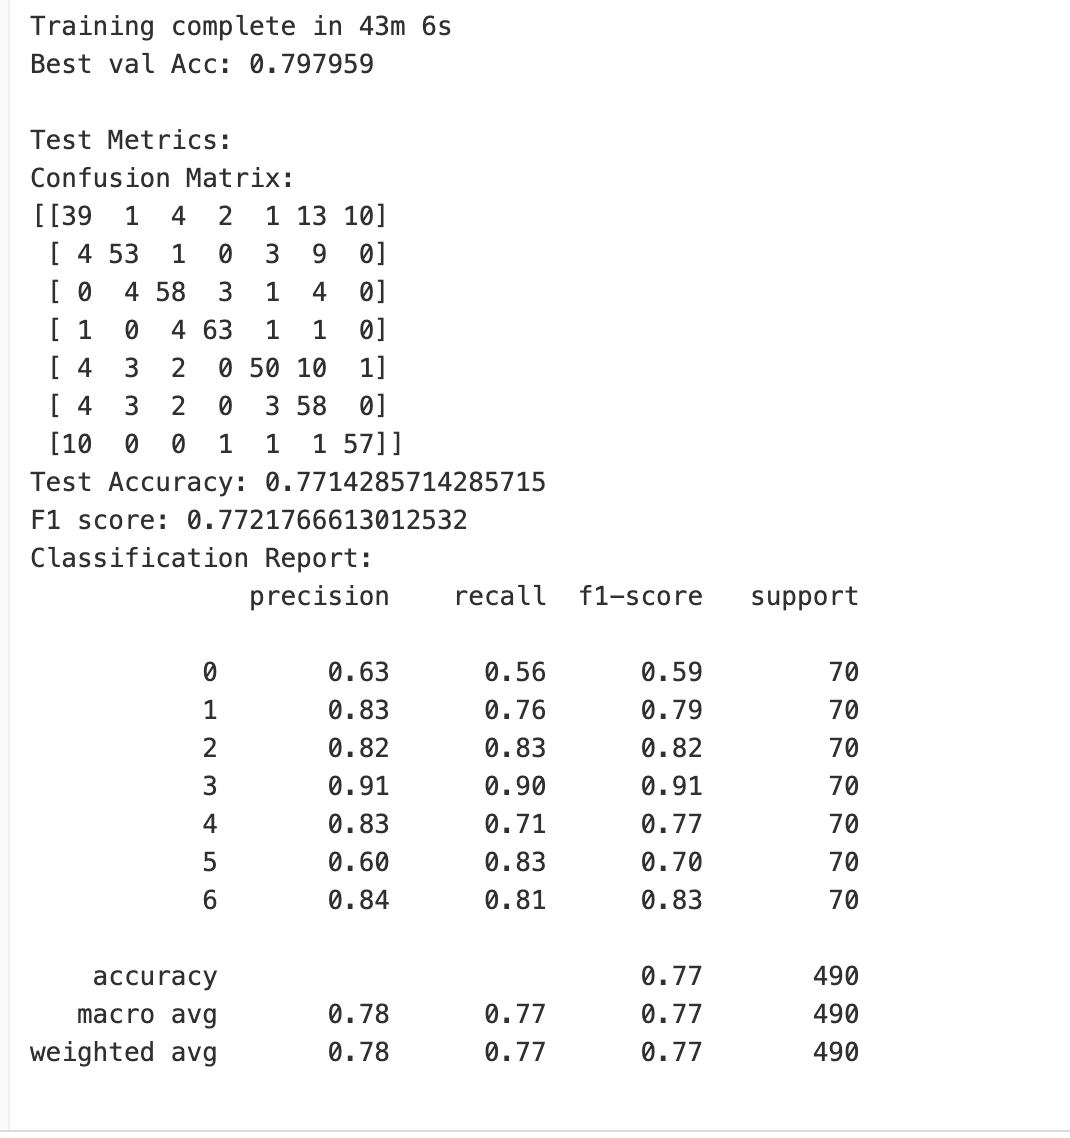 Training complete in 43m 6s
Best val Acc: 0.797959
Test Metrics:
Confusion Matrix:
[[39  1  4  2  1 13 10]
 [ 4 53  1  0  3  9  0]
 [ 0  4 58  3  1  4  0]
 [ 1  0  4 63  1  1  0]
 [ 4  3  2  0 50 10  1]
 [ 4  3  2  0  3 58  0]
 [10  0  0  1  1  1 57]]
Test Accuracy: 0.7714285714285715
F1 score: 0.7721766613012532
Classification Report:
precision recall f1-score support
0 0.63 0.56 0.59 70
1 0.83 0.76 0.79 70
2 0.82 0.83 0.82 70
3 0.91 0.90 0.91 70
4 0.83 0.71 0.77 70
5 0.60 0.83 0.70 70
6 0.84 0.81 0.83 70
accuracy 0.77 490
macro avg 0.78 0.77 0.77 490
weighted avg 0.78 0.77 0.77 490